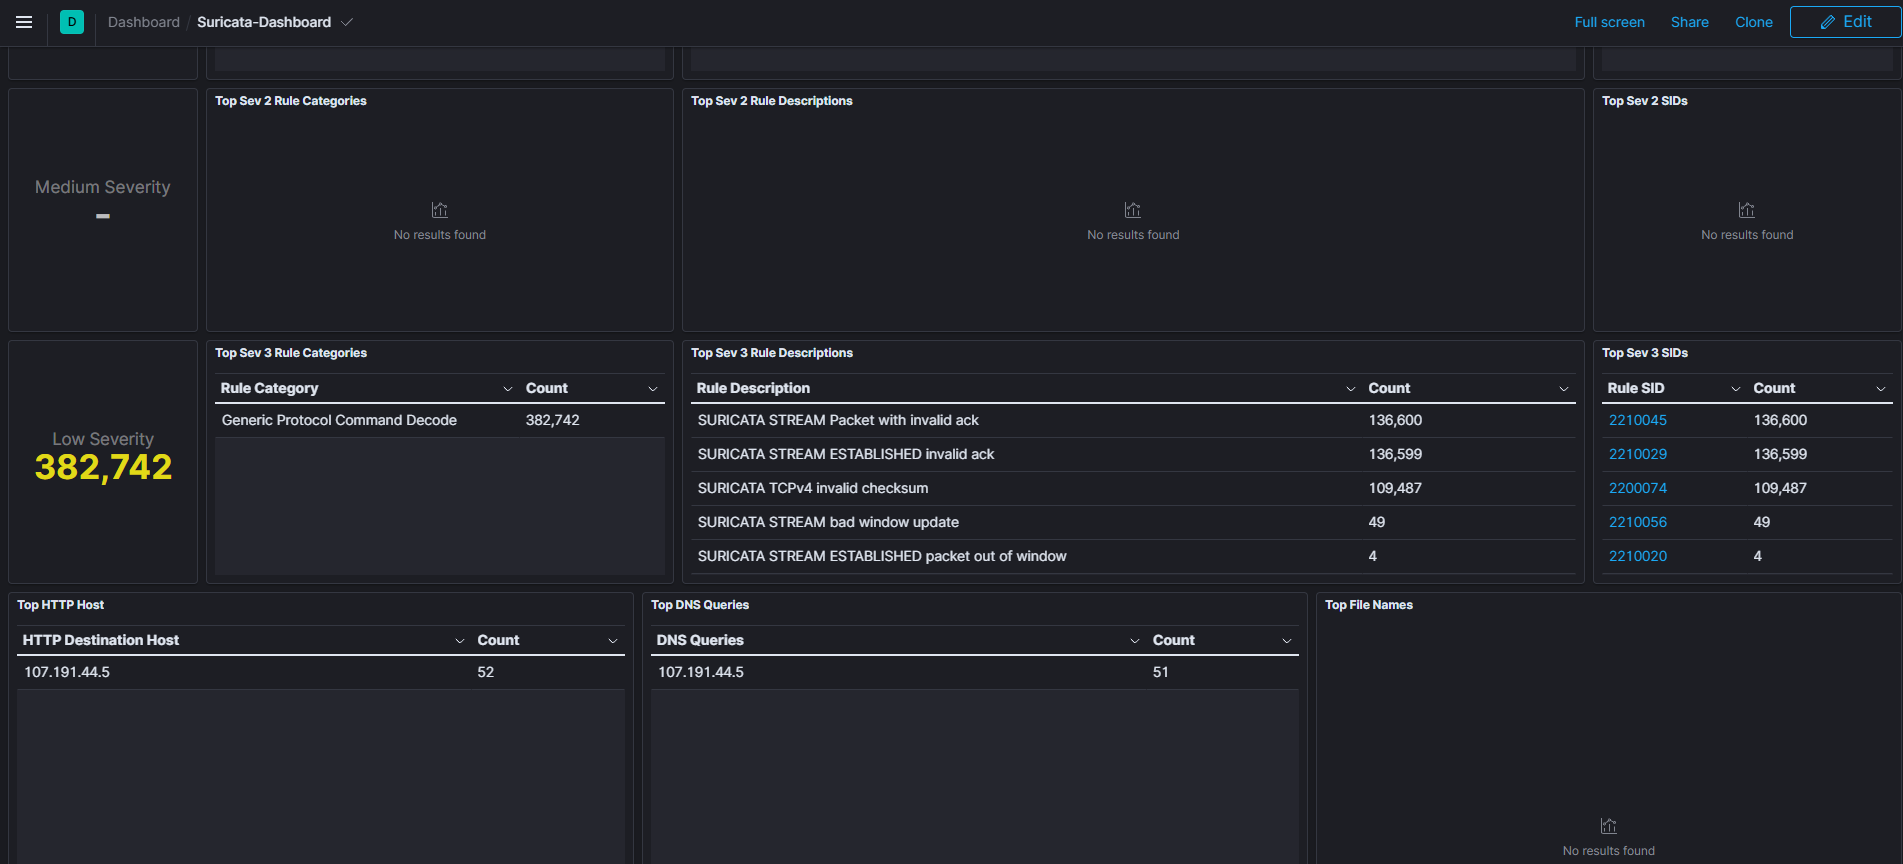 D Dashboard / Suricata-Dashboard Full screen Share Clone Edit
Top Sev 2 Rule Categories Top Sev 2 Rule Descriptions Top Sev 2 SIDs
Medium Severity
-
No results found No results found No results found
Top Sev 3 Rule Categories Top Sev 3 Rule Descriptions Top Sev 3 SIDs
Rule Category Count Rule Description Count Rule SID Count
Generic Protocol Command Decode 382,742 SURICATA STREAM Packet with invalid ack 136,600 2210045 136,600
Low Severity
382,742
SURICATA STREAM ESTABLISHED invalid ack 136,599 2210029 136,599
SURICATA TCPv4 invalid checksum 109,487 2200074 109,487
SURICATA STREAM bad window update 49 2210056 49
SURICATA STREAM ESTABLISHED packet out of window 4 2210020 4
Top HTTP Host Top DNS Queries Top File Names
HTTP Destination Host Count DNS Queries Count
107.191.44.5 52 107.191.44.5 51
No results found